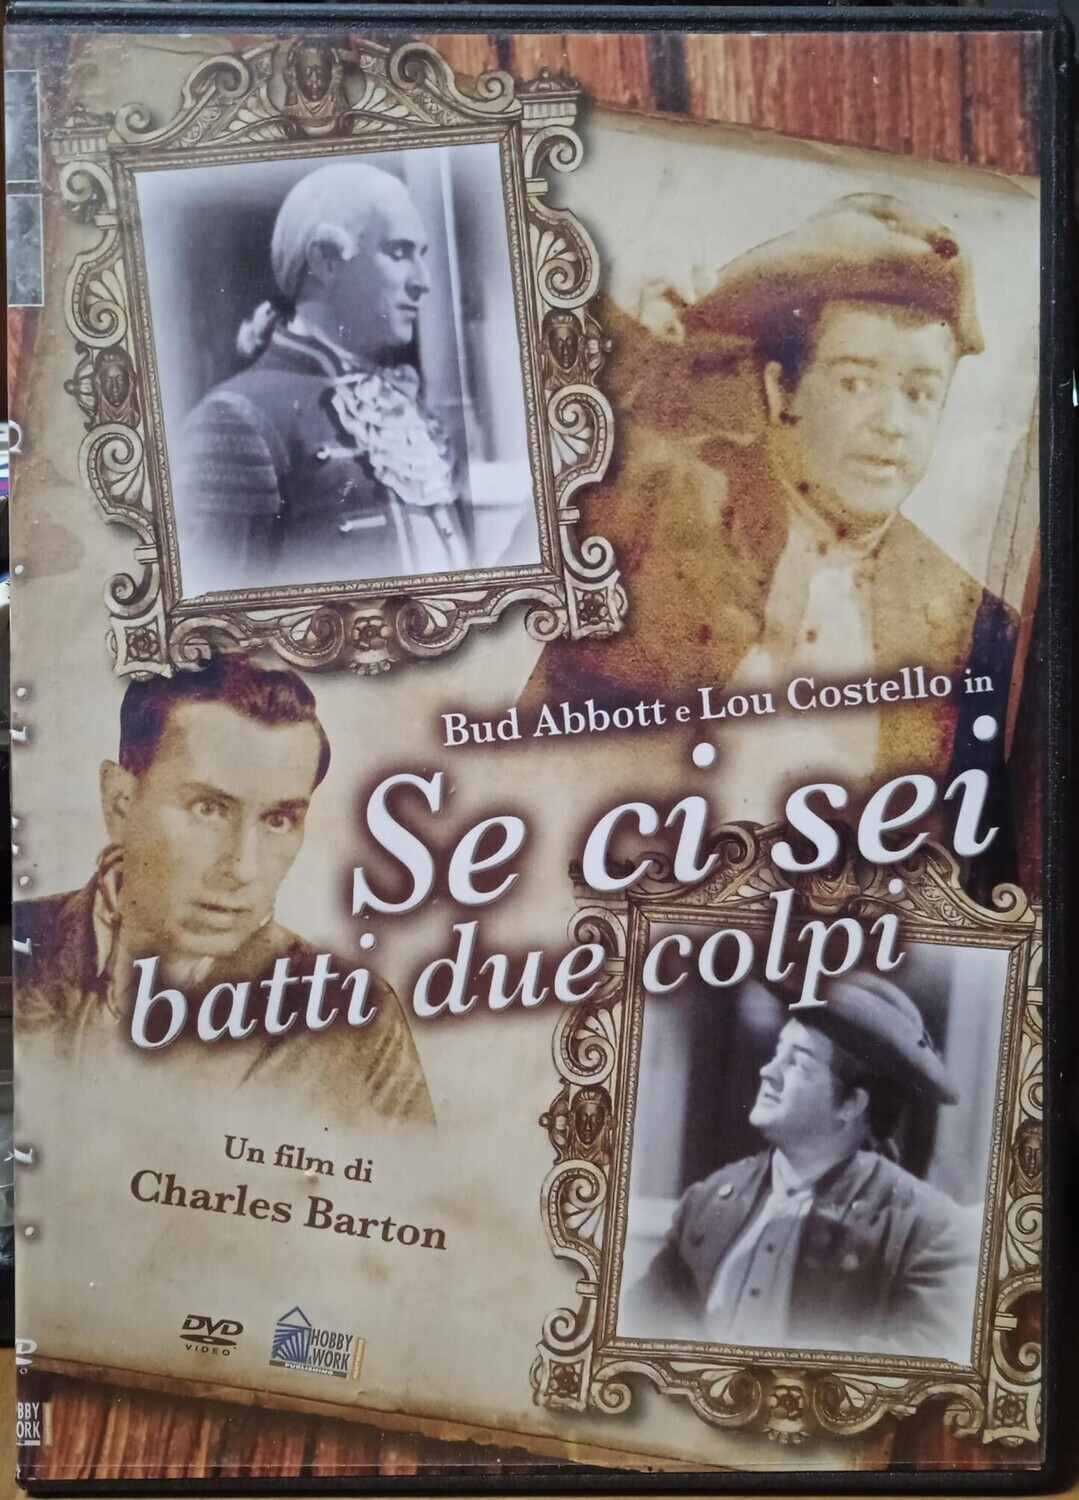 Bud Abbott e Lou Costello in
Se ci sei
batti due colpi
Un film di
Charles Barton
DVD
VIDEO
HOBBY
& WORK
PUBLISHING